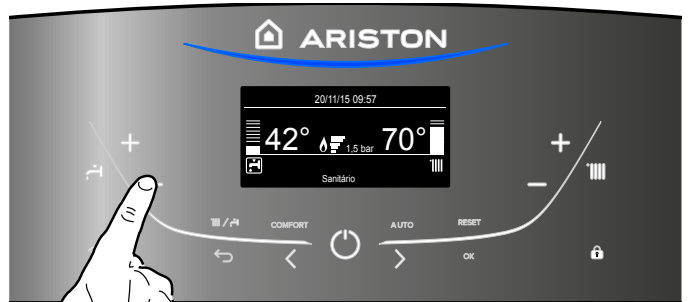 ARISTON
20/11/15 09:57
42° 1,5 bar 70°
Sanitário
+ +
- -
COMFORT AUTO RESET
OK